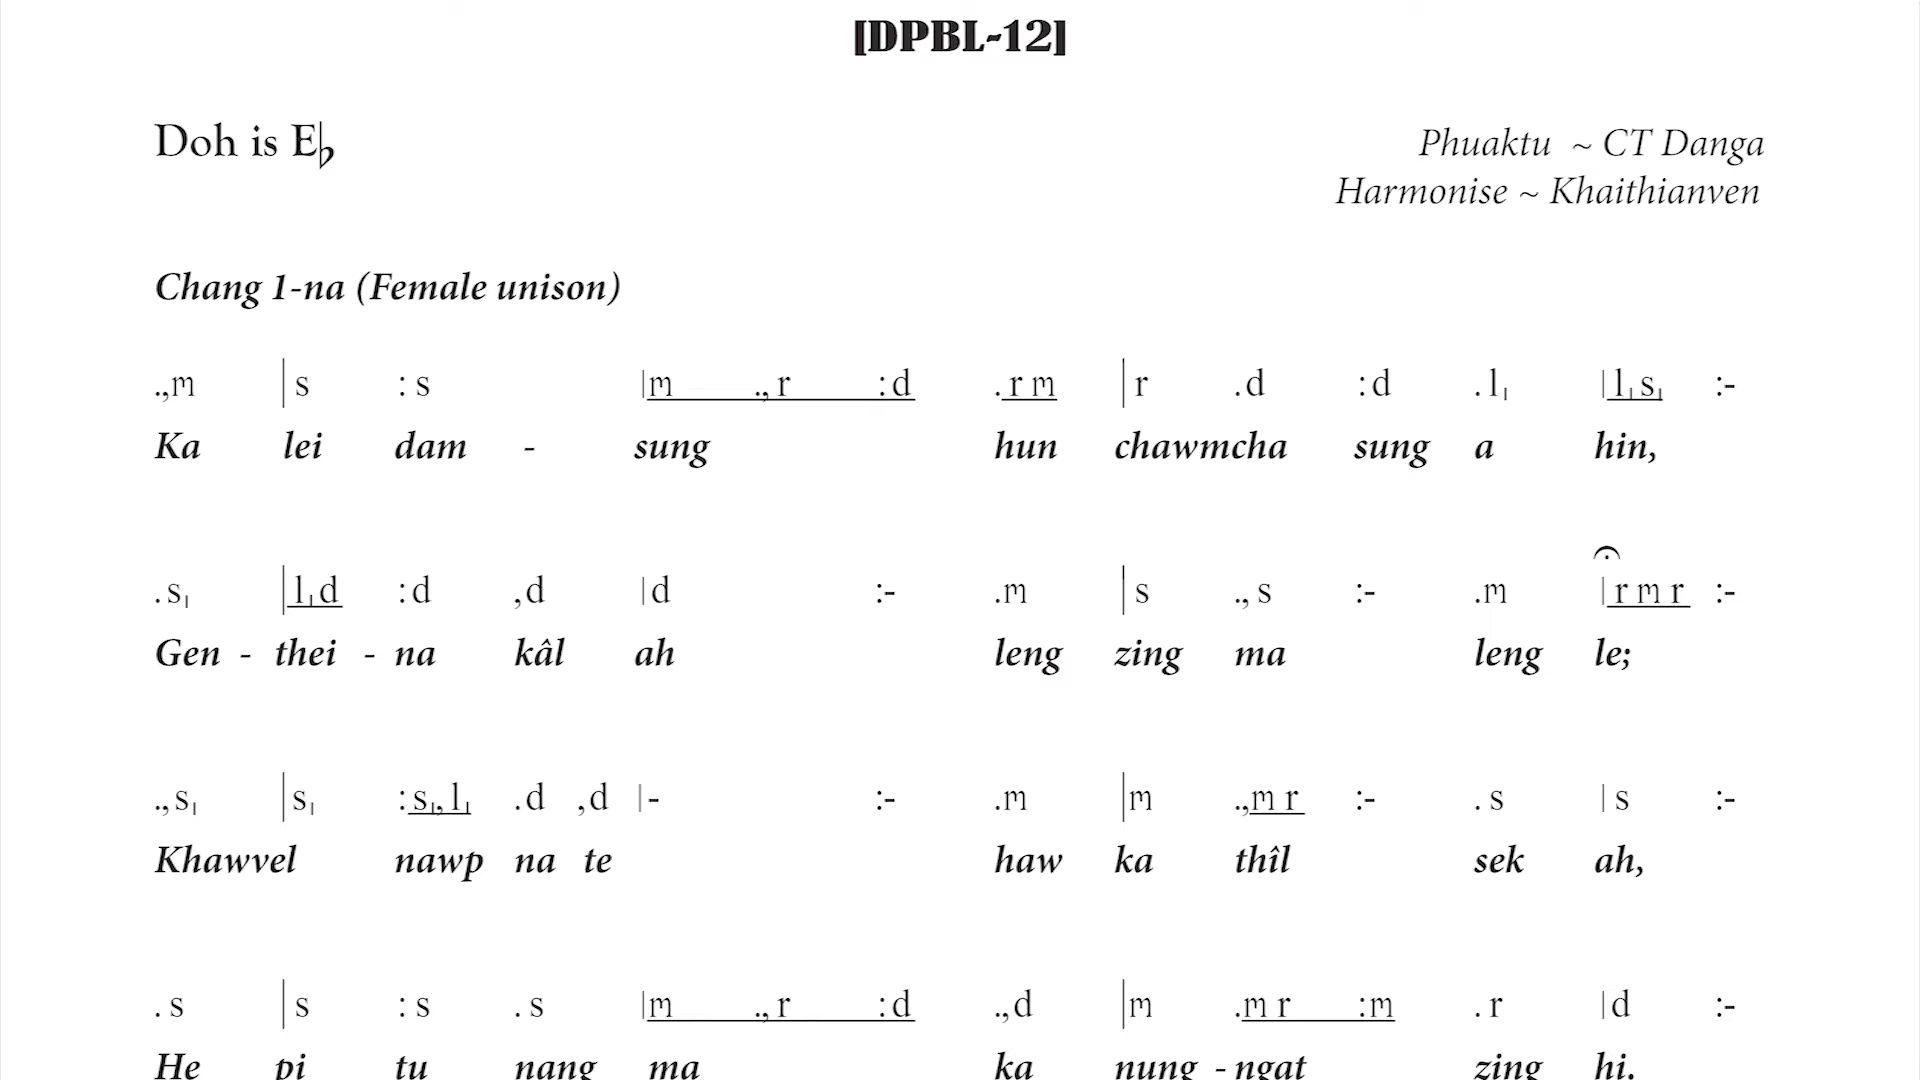 [DPBL-12]
Doh is E♭
Phuaktu ~ CT Danga
Harmonise ~ Khaithianven
Chang 1-na (Female unison)
.,m |s :s |m .,r :d .r m |r .d :d .l₁ |l₁s₁ :-
Ka lei dam - sung hun chawmcha sung a hin,
.s₁ |l₁d :d ,d |d :- .m |s .,s :- .m |r m r :-
Gen - thei - na kâl ah leng zing ma leng le;
.,s₁ |s₁ :s₁,l₁ .d ,d |- :- .m |m .,m r :- .s |s :-
Khawvel nawp na te haw ka thîl sek ah,
.s |s :s .s |m .,r :d .,d |m .m r :m .r |d :-
He pi tu nang ma ka nung - ngat zing hi.